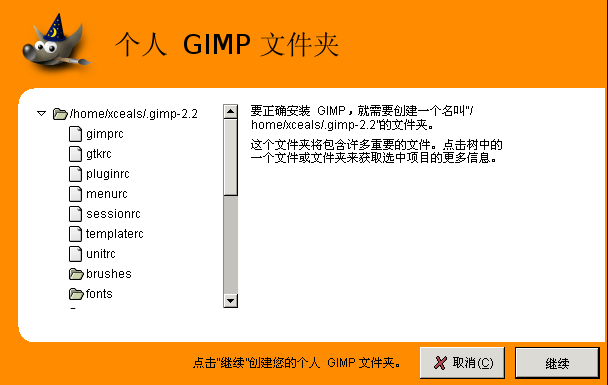 个人 GIMP 文件夹
/home/xceals/.gimp-2.2
gimprc
gtkrc
pluginrc
menurc
sessionrc
templaterc
unitrc
brushes
fonts
要正确安装 GIMP，就需要创建一个名叫"/
home/xceals/.gimp-2.2"的文件夹。
这个文件夹将包含许多重要的文件。点击树中的
一个文件或文件夹来获取选中项目的更多信息。
点击"继续"创建您的个人 GIMP 文件夹。
取消(C)
继续